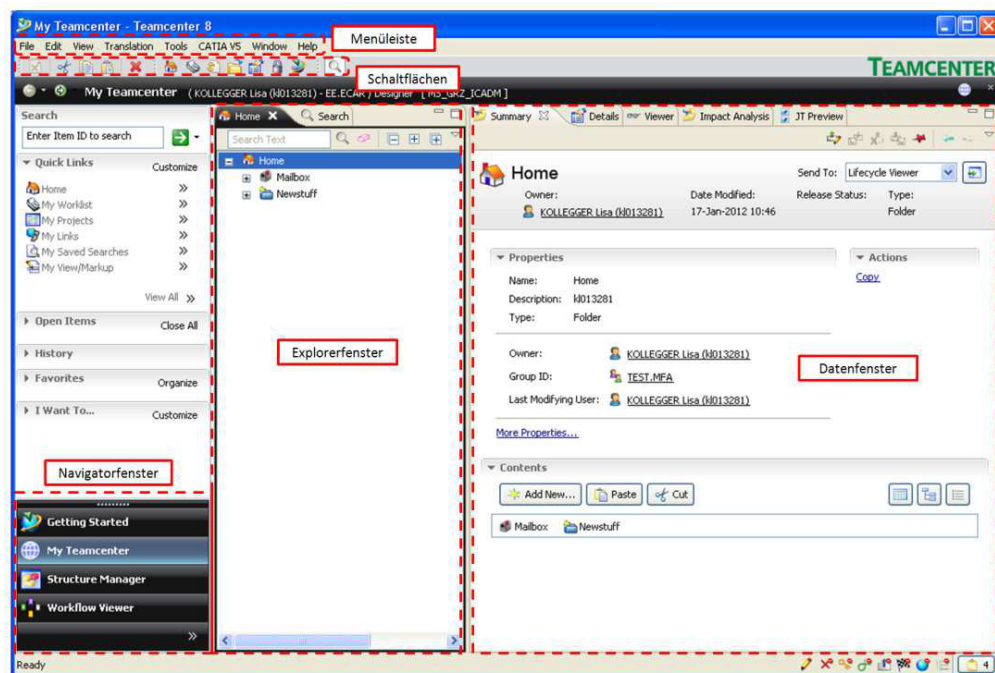 My Teamcenter - Teamcenter 8
File Edit View Translation Tools CATIA V5 Window Help
Menüleiste
Schaltflächen
TEAMCENTER
My Teamcenter ( KOLLEGGER Lisa (kl013281) - EE.ECAR / Designer [ MS_GRZ_ICADM ]
Search
Enter Item ID to search
Quick Links Customize
Home
My Worklist
My Projects
My Links
My Saved Searches
My View/Markup
View All
Open Items Close All
History
Favorites Organize
I Want To... Customize
Navigatorfenster
Getting Started
My Teamcenter
Structure Manager
Workflow Viewer
Ready
Home Search
Search Text
Home
Mailbox
Newstuff
Explorerfenster
Summary Details Viewer Impact Analysis JT Preview
Home
Send To: Lifecycle Viewer
Owner: Date Modified: Release Status: Type:
KOLLEGGER Lisa (kl013281) 17-Jan-2012 10:46 Folder
Properties
Actions
Name: Home
Copy
Description: kl013281
Type: Folder
Owner: KOLLEGGER Lisa (kl013281)
Datenfenster
Group ID: TEST.MFA
Last Modifying User: KOLLEGGER Lisa (kl013281)
More Properties...
Contents
Add New... Paste Cut
Mailbox Newstuff
4